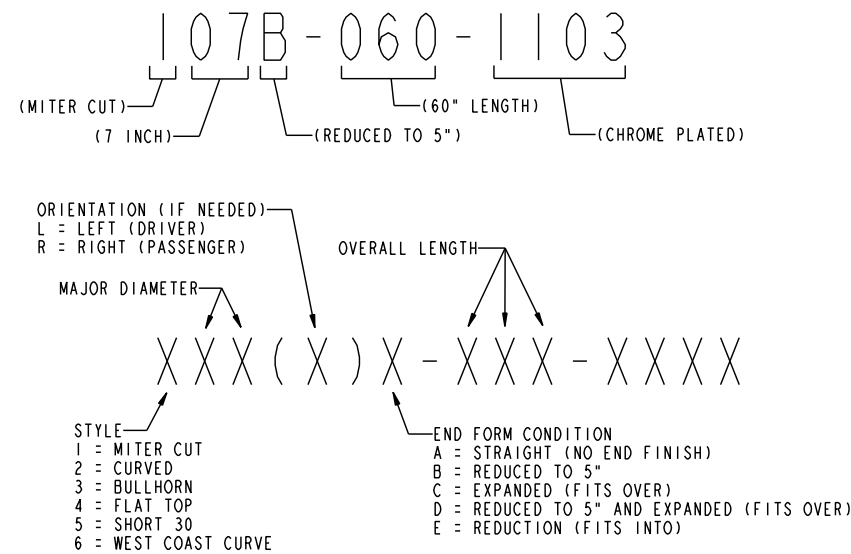 107B-060-1103
(MITER CUT)
(60" LENGTH)
(7 INCH)
(REDUCED TO 5")
(CHROME PLATED)
ORIENTATION (IF NEEDED)
L = LEFT (DRIVER)
R = RIGHT (PASSENGER)
OVERALL LENGTH
MAJOR DIAMETER
XXX(X)X-XXX-XXXX
STYLE
1 = MITER CUT
2 = CURVED
3 = BULLHORN
4 = FLAT TOP
5 = SHORT 30
6 = WEST COAST CURVE
END FORM CONDITION
A = STRAIGHT (NO END FINISH)
B = REDUCED TO 5"
C = EXPANDED (FITS OVER)
D = REDUCED TO 5" AND EXPANDED (FITS OVER)
E = REDUCTION (FITS INTO)